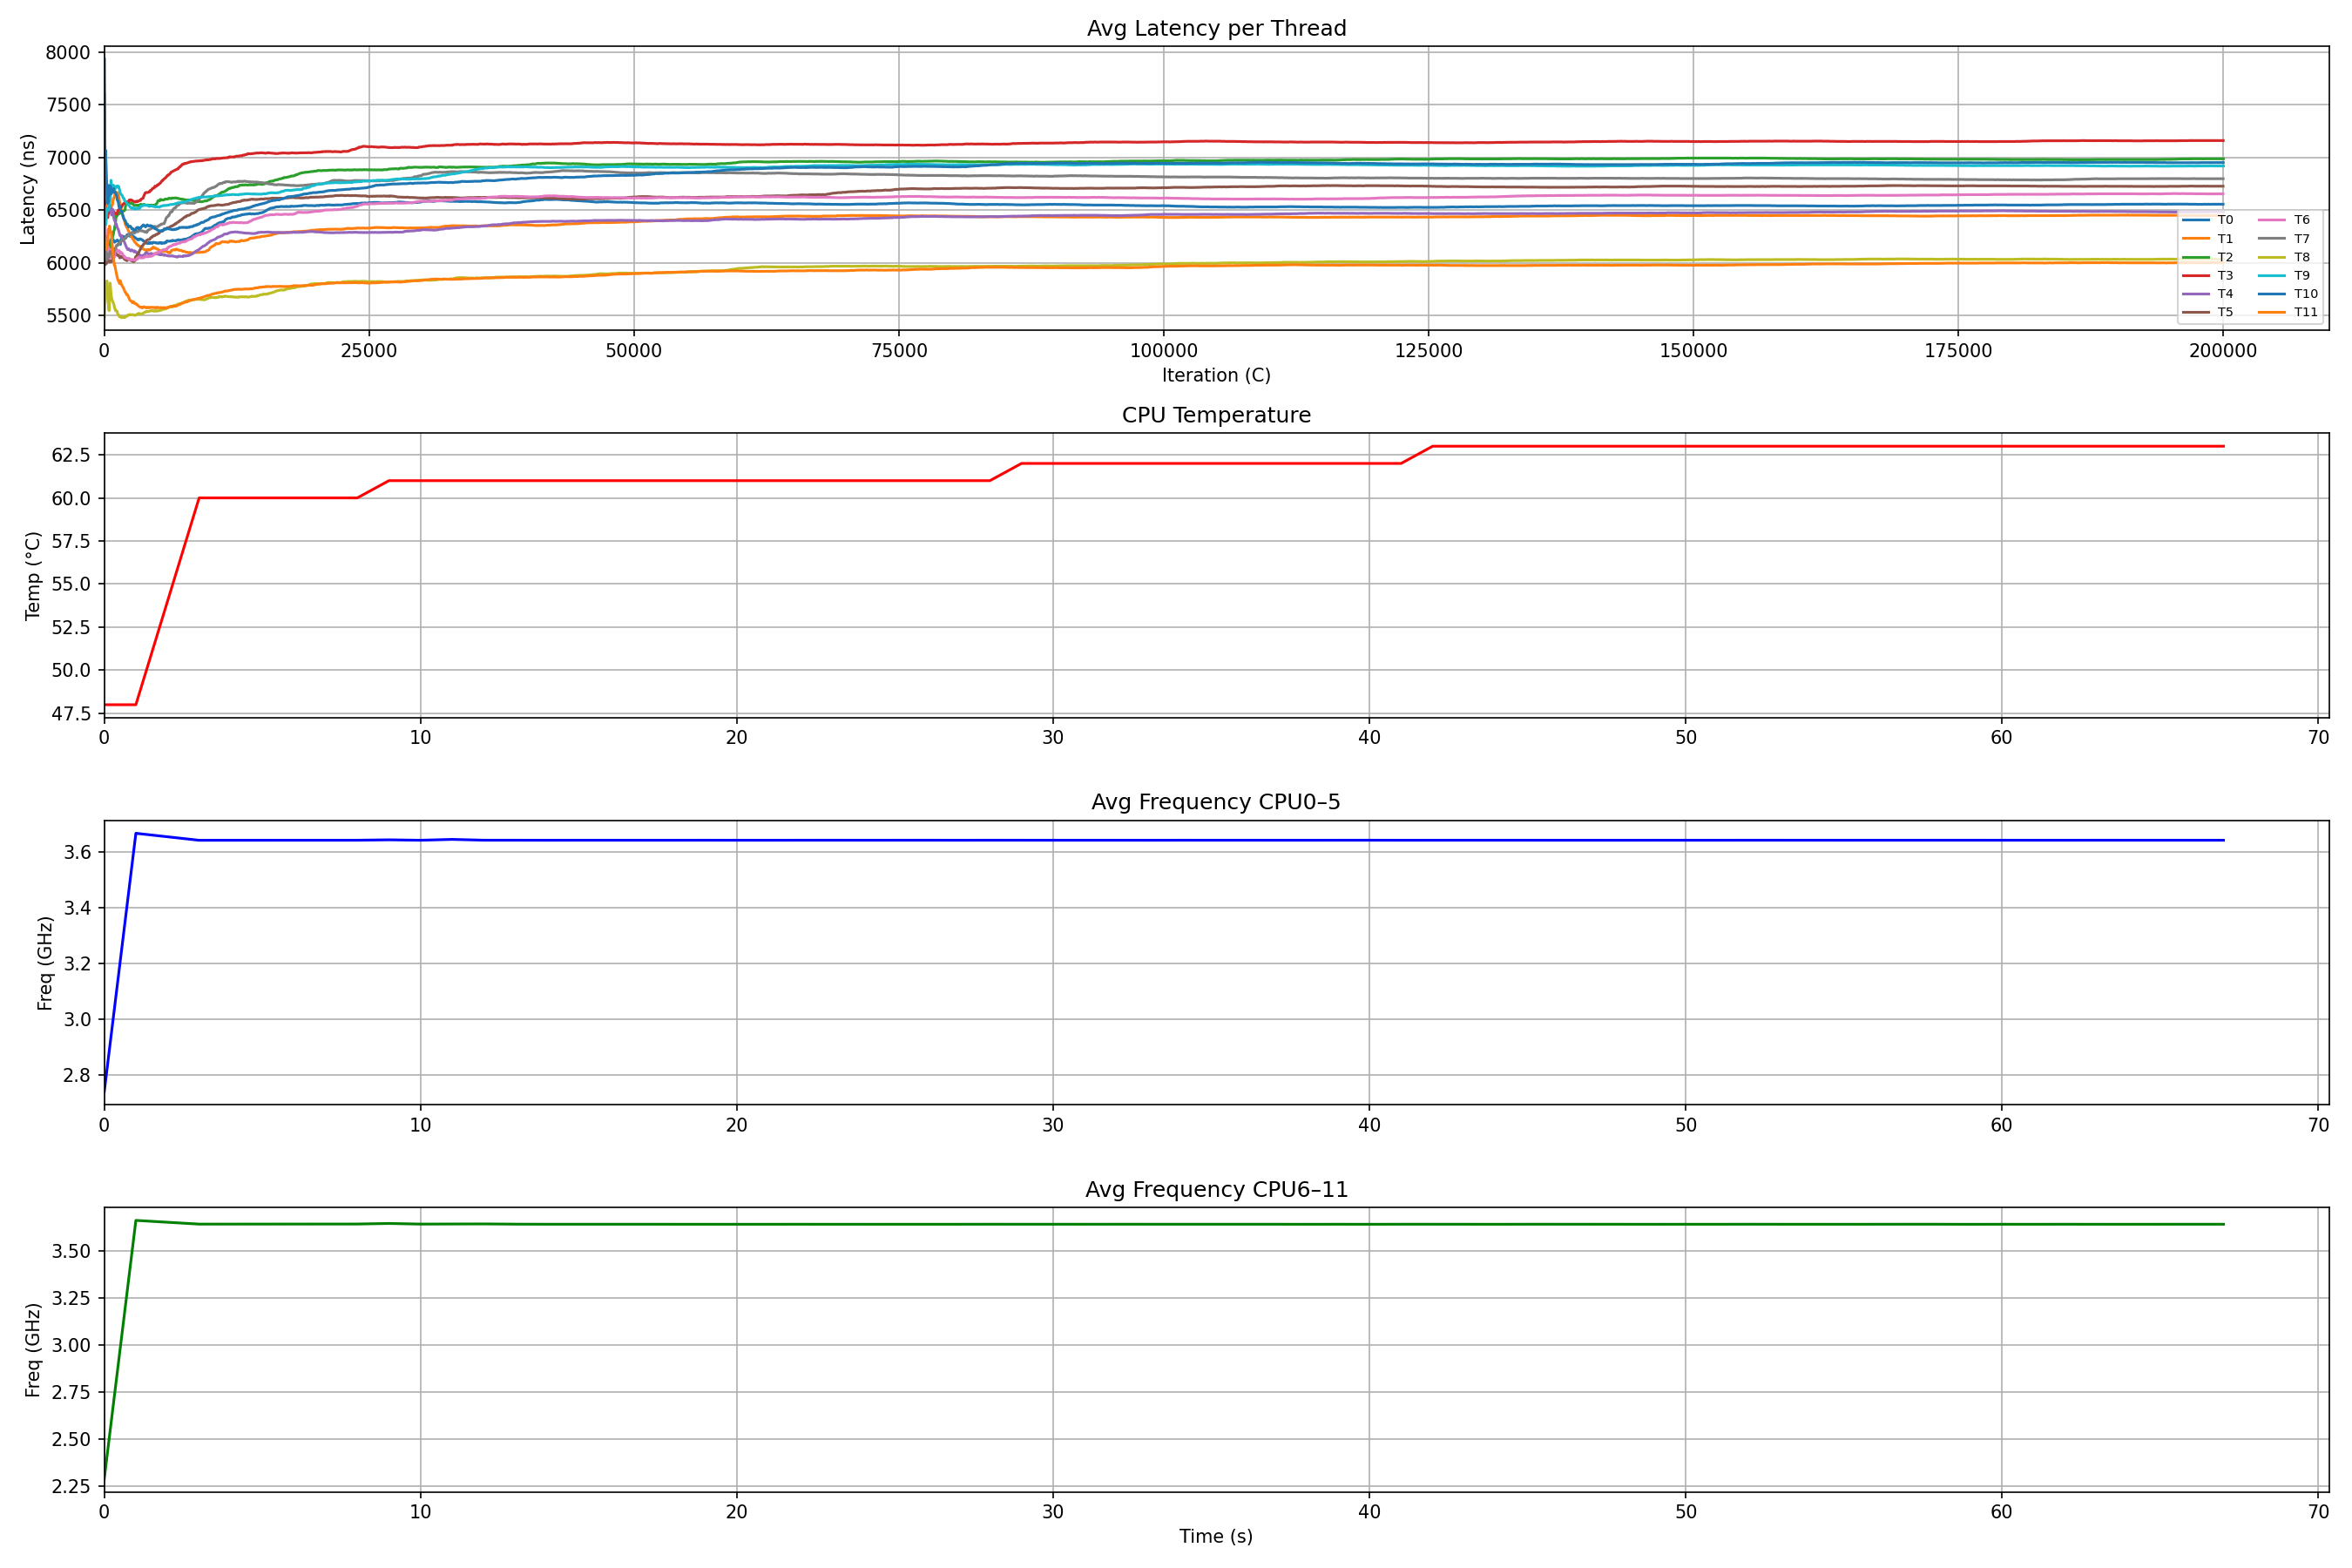 Avg Latency per Thread
Latency (ns)
8000
7500
7000
6500
6000
5500
0 25000 50000 75000 100000 125000 150000 175000 200000
Iteration (C)
T0 T6
T1 T7
T2 T8
T3 T9
T4 T10
T5 T11
CPU Temperature
Temp (°C)
62.5
60.0
57.5
55.0
52.5
50.0
47.5
0 10 20 30 40 50 60 70
Avg Frequency CPU0–5
Freq (GHz)
3.6
3.4
3.2
3.0
2.8
0 10 20 30 40 50 60 70
Avg Frequency CPU6–11
Freq (GHz)
3.50
3.25
3.00
2.75
2.50
2.25
0 10 20 30 40 50 60 70
Time (s)